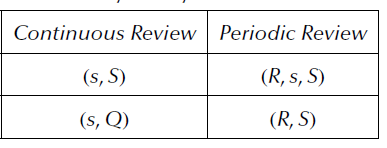 Continuous Review Periodic Review
(s, S) (R, s, S)
(s, Q) (R, S)